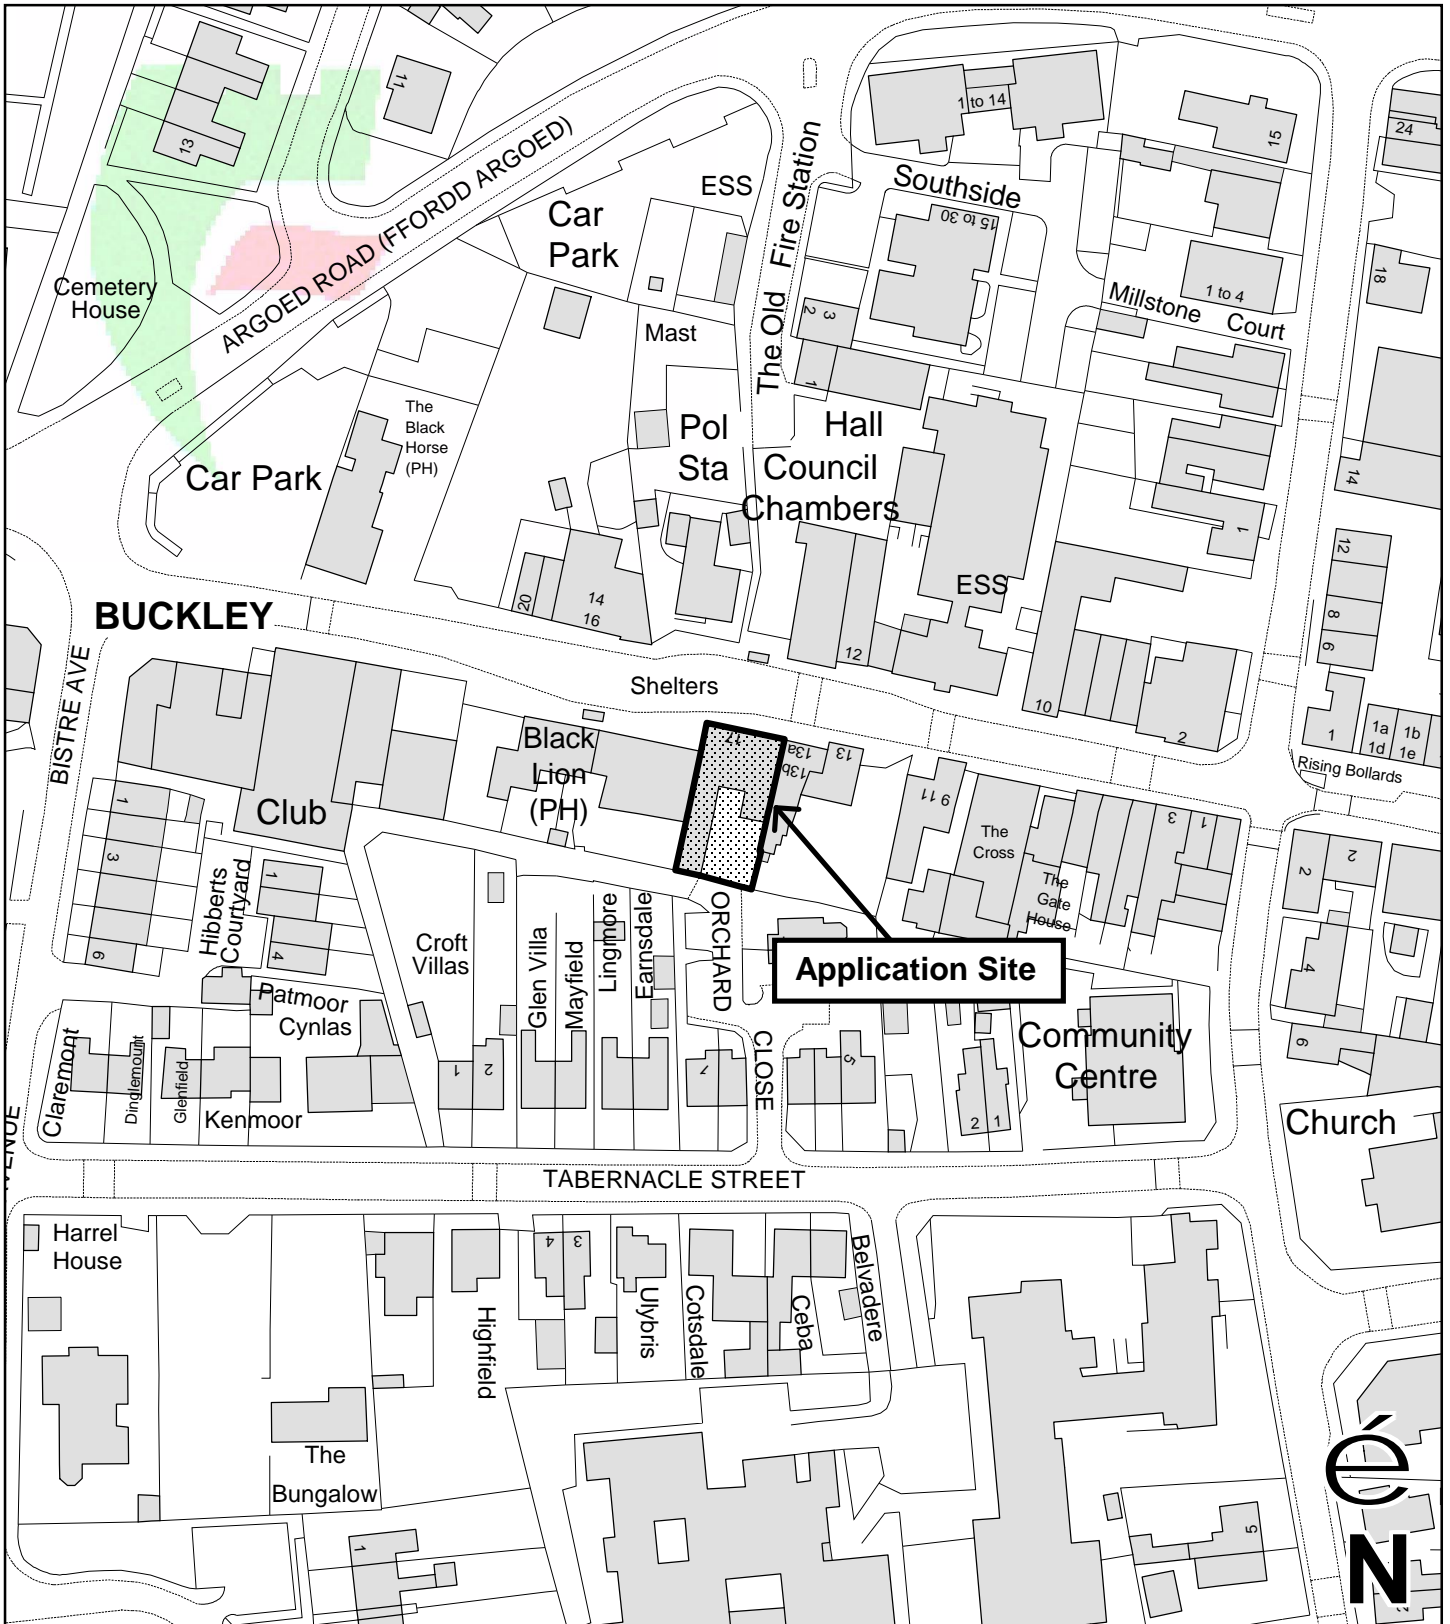 11
13
1 to 14
15
24
ESS
Southside
15 to 30
Car
Park
The Old Fire Station
ARGOED ROAD (FFORDD ARGOED)
Cemetery
House
18
1 to 4
Millstone Court
2
3
1
Mast
The
Black
Horse
(PH)
Pol
Sta
Hall
Council
Chambers
Car Park
14
1
12
8
6
ESS
20
14
16
BUCKLEY
12
10
2
BISTRE AVE
Shelters
1
1a
1b
1d
1e
Rising Bollards
Black
Lion
(PH)
17
13a
13b
13
9 11
Club
1
3
6
The
Cross
The
Gate
House
3
1
2
2
Hibberts
Courtyard
1
4
Croft
Villas
Glen Villa
Mayfield
Lingmore
Earnsdale
ORCHARD
CLOSE
Application Site
4
6
Patmoor
Cynlas
Claremont
Dinglemount
Glenfield
Kenmoor
1
2
7
5
2
1
Community
Centre
Church
TABERNACLE STREET
Harrel
House
4
3
Highfield
Ulybris
Cotsdale
Ceba
Belvadere
The
Bungalow
1
5
é
N